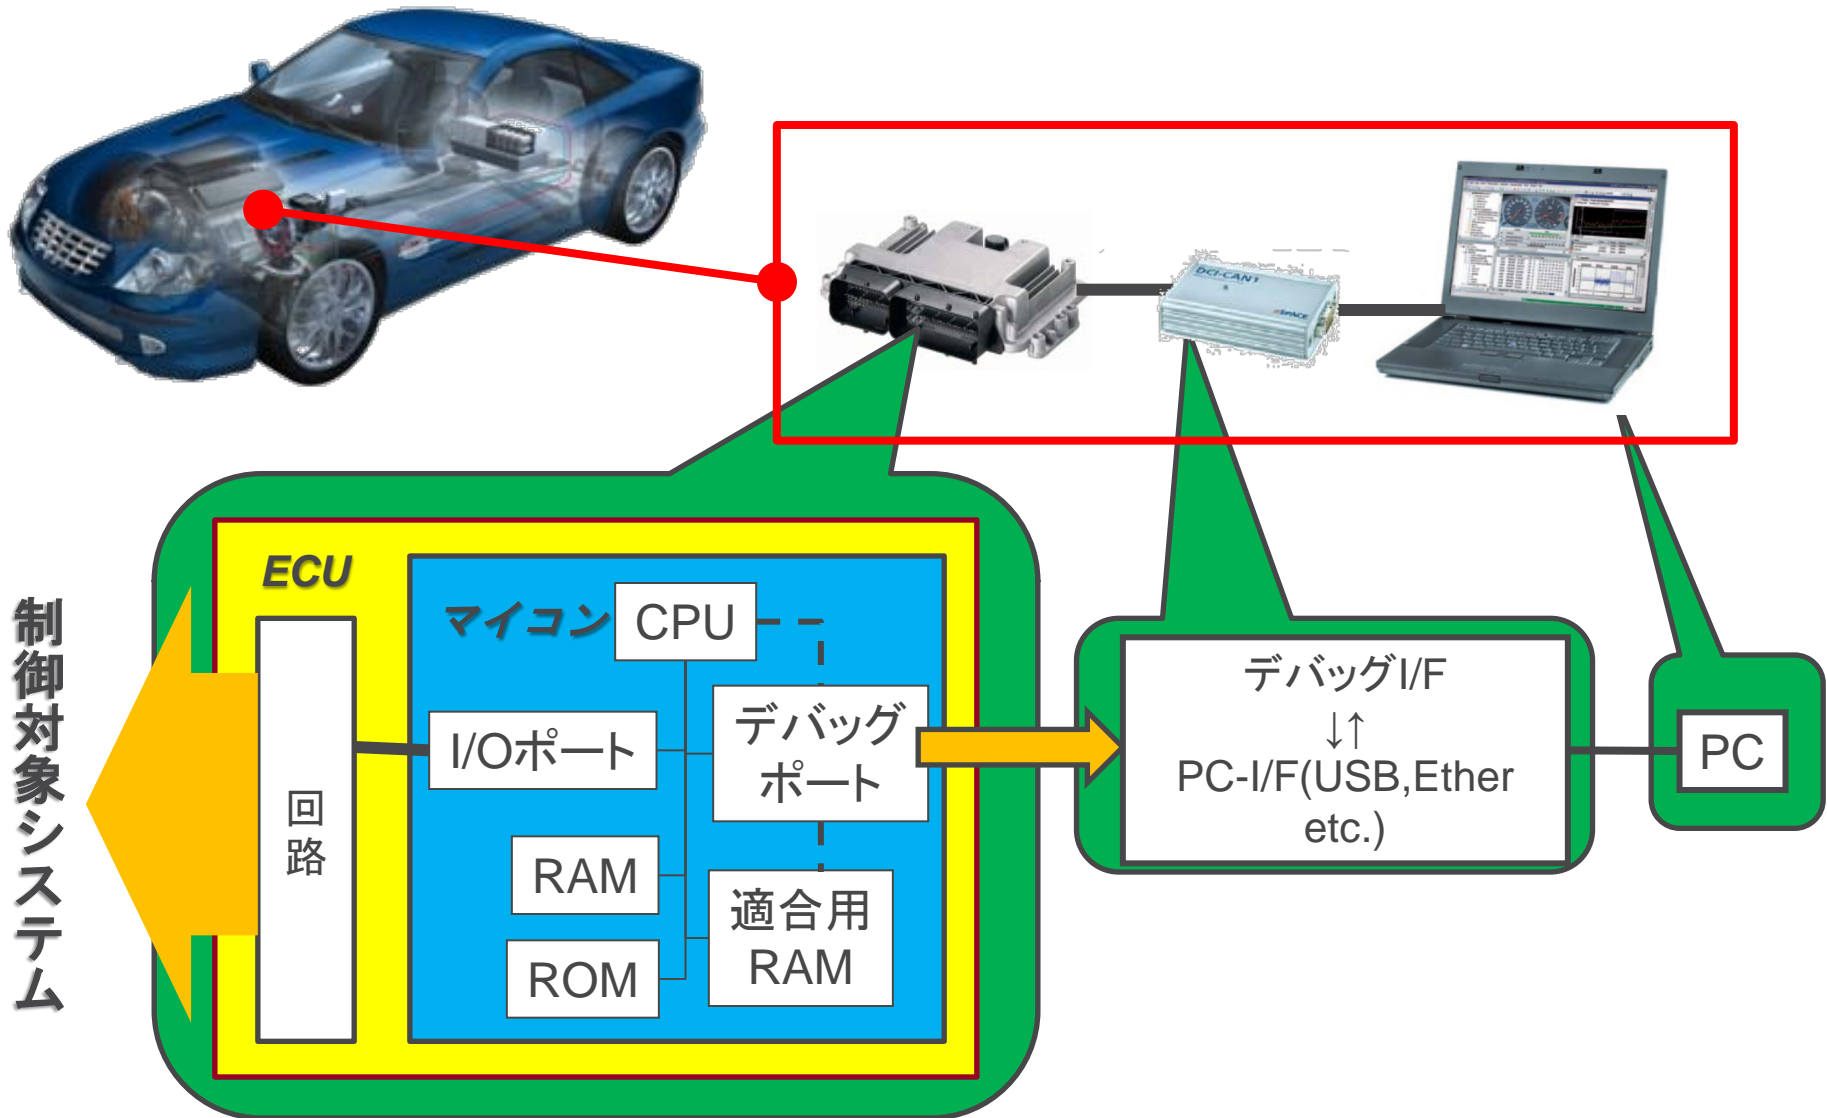 DCI-CAN1
dSPACE
制御対象システム
ECU
マイコン
CPU
I/Oポート
デバッグ
ポート
回
路
RAM
適合用
RAM
ROM
デバッグI/F
↓↑
PC-I/F(USB,Ether
etc.)
PC